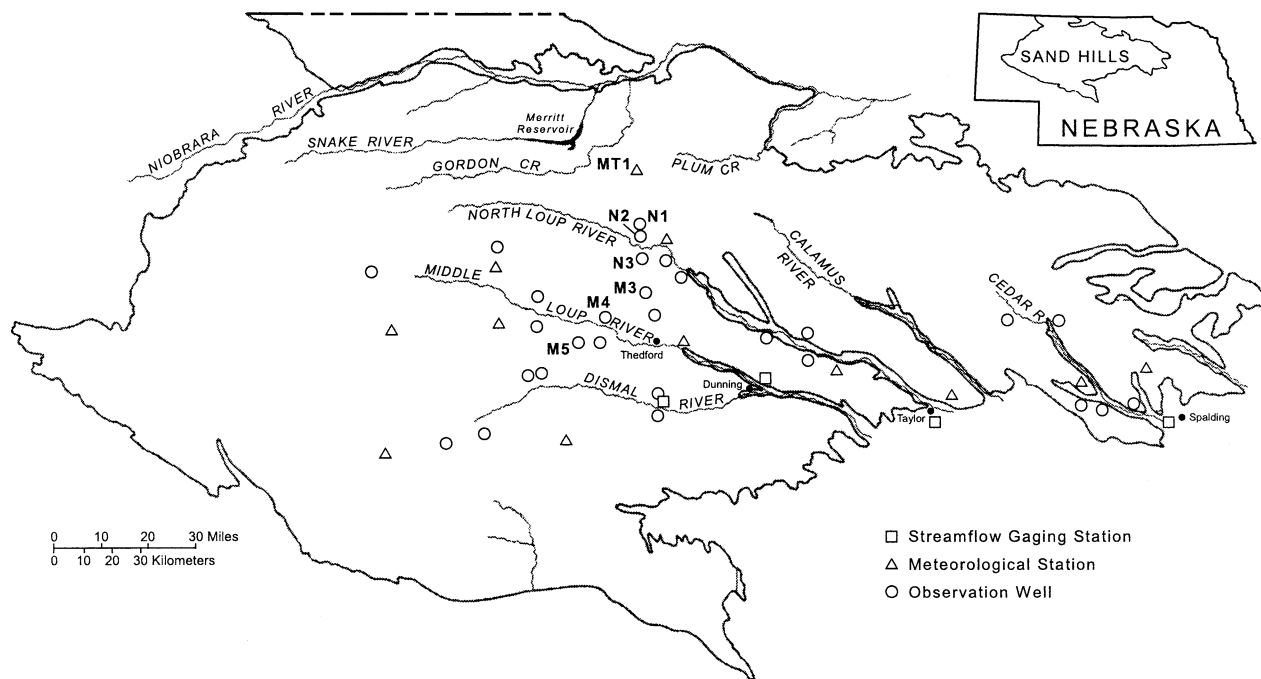 SAND HILLS
NEBRASKA
NIOBRARA RIVER
SNAKE RIVER
Merritt
Reservoir
GORDON CR
MT1
PLUM CR
NORTH LOUP RIVER
N2
N1
N3
CALAMUS
RIVER
MIDDLE LOUP RIVER
M3
M4
M5
Thedford
CEDAR R.
DISMAL RIVER
Dunning
Taylor
Spalding
0 10 20 30 Miles
0 10 20 30 Kilometers
Streamflow Gaging Station
Meteorological Station
Observation Well